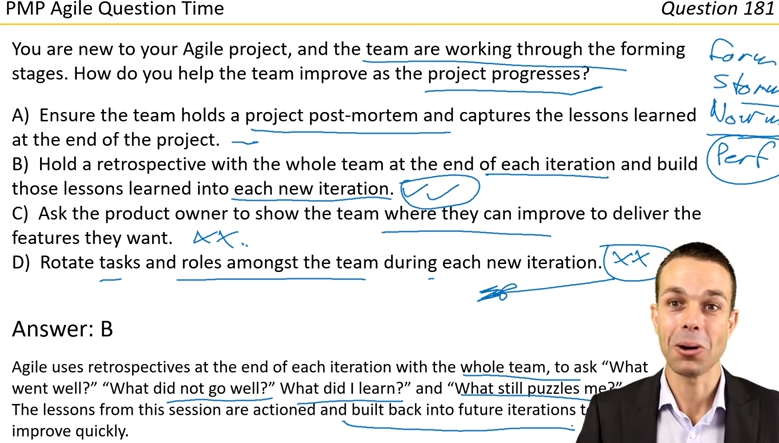 PMP Agile Question Time
Question 181
You are new to your Agile project, and the team are working through the forming
stages. How do you help the team improve as the project progresses?
A) Ensure the team holds a project post-mortem and captures the lessons learned
at the end of the project.
B) Hold a retrospective with the whole team at the end of each iteration and build
those lessons learned into each new iteration.
C) Ask the product owner to show the team where they can improve to deliver the
features they want.
D) Rotate tasks and roles amongst the team during each new iteration.
Perf
Answer: B
Agile uses retrospectives at the end of each iteration with the whole team, to ask “What
went well?” “What did not go well?” What did I learn?” and “What still puzzles me?”
The lessons from this session are actioned and built back into future iterations
improve quickly.